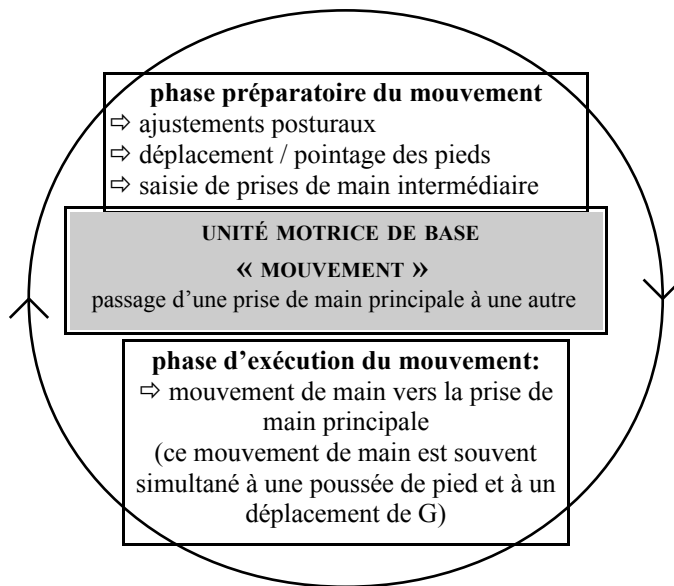 phase préparatoire du mouvement
⇨ ajustements posturaux
⇨ déplacement / pointage des pieds
⇨ saisie de prises de main intermédiaire
UNITÉ MOTRICE DE BASE
« MOUVEMENT »
passage d’une prise de main principale à une autre
phase d’exécution du mouvement:
⇨ mouvement de main vers la prise de
main principale
(ce mouvement de main est souvent
simultané à une poussée de pied et à un
déplacement de G)